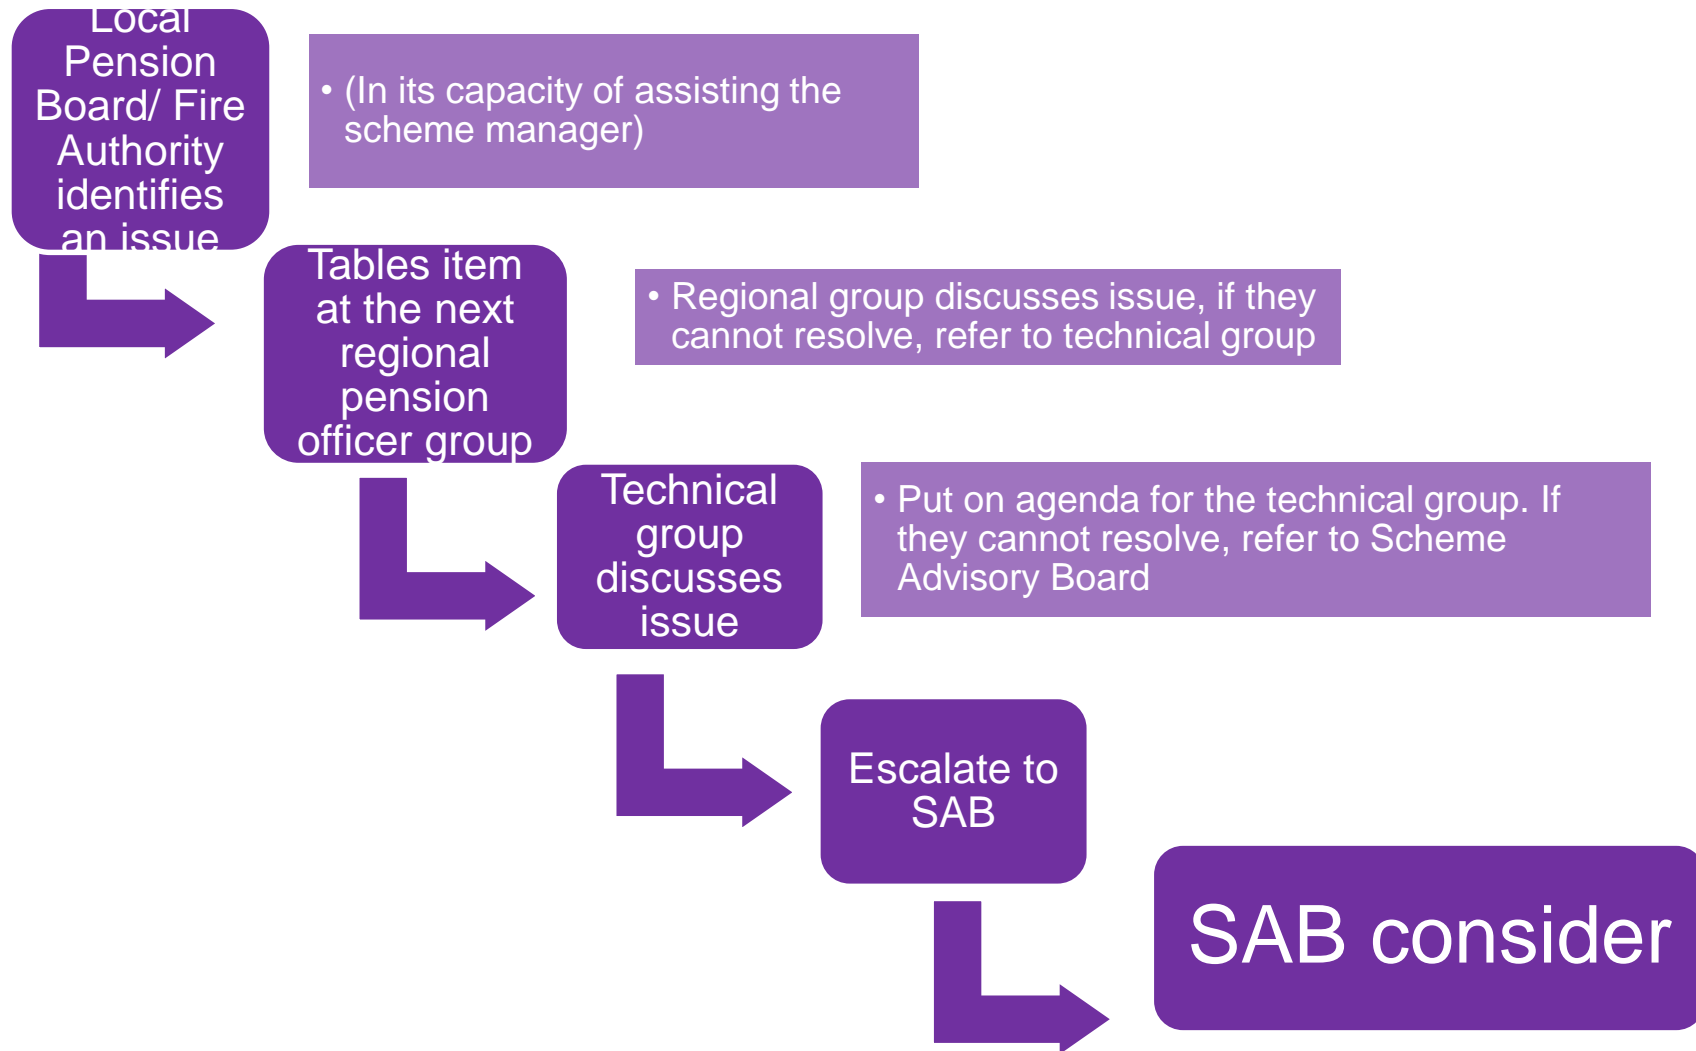 Local
Pension
Board/ Fire
Authority
identifies
an issue
• (In its capacity of assisting the
scheme manager)
Tables item
at the next
regional
pension
officer group
• Regional group discusses issue, if they
cannot resolve, refer to technical group
Technical
group
discusses
issue
• Put on agenda for the technical group. If
they cannot resolve, refer to Scheme
Advisory Board
Escalate to
SAB
SAB consider